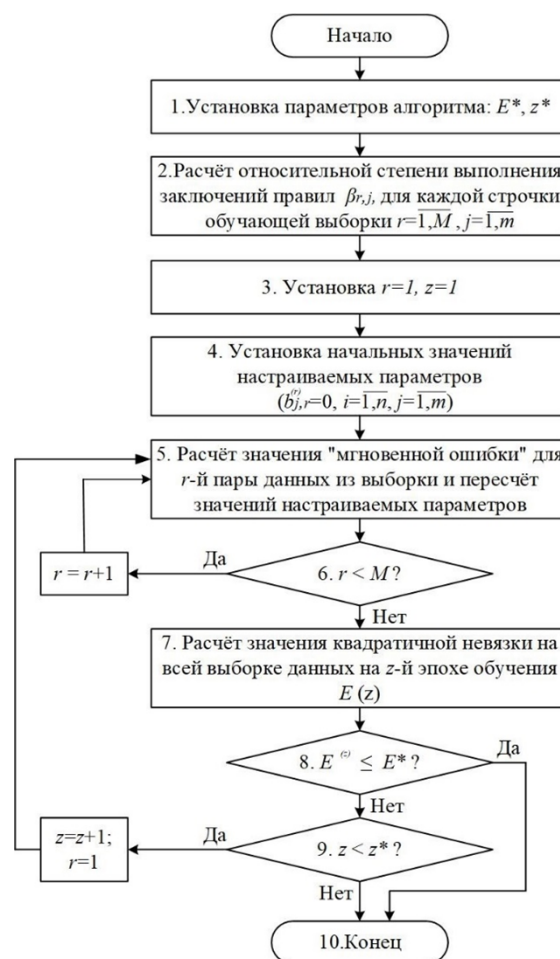 Начало
1.Установка параметров алгоритма: E*, z*
2.Расчёт относительной степени выполнения
заключений правил βr,j, для каждой строчки
обучающей выборки r=1,M , j=1,m
3. Установка r=1, z=1
4. Установка начальных значений
настраиваемых параметров
(b(r)j,r=0, i=1,n, j=1,m)
5. Расчёт значения "мгновенной ошибки" для
r-й пары данных из выборки и пересчёт
значений настраиваемых параметров
Да
r = r+1
6. r < M?
Нет
7. Расчёт значения квадратичной невязки на
всей выборке данных на z-й эпохе обучения
E (z)
Да
8. E (z) ≤ E* ?
Нет
z=z+1;
r=1
Да
9. z < z* ?
Нет
10.Конец